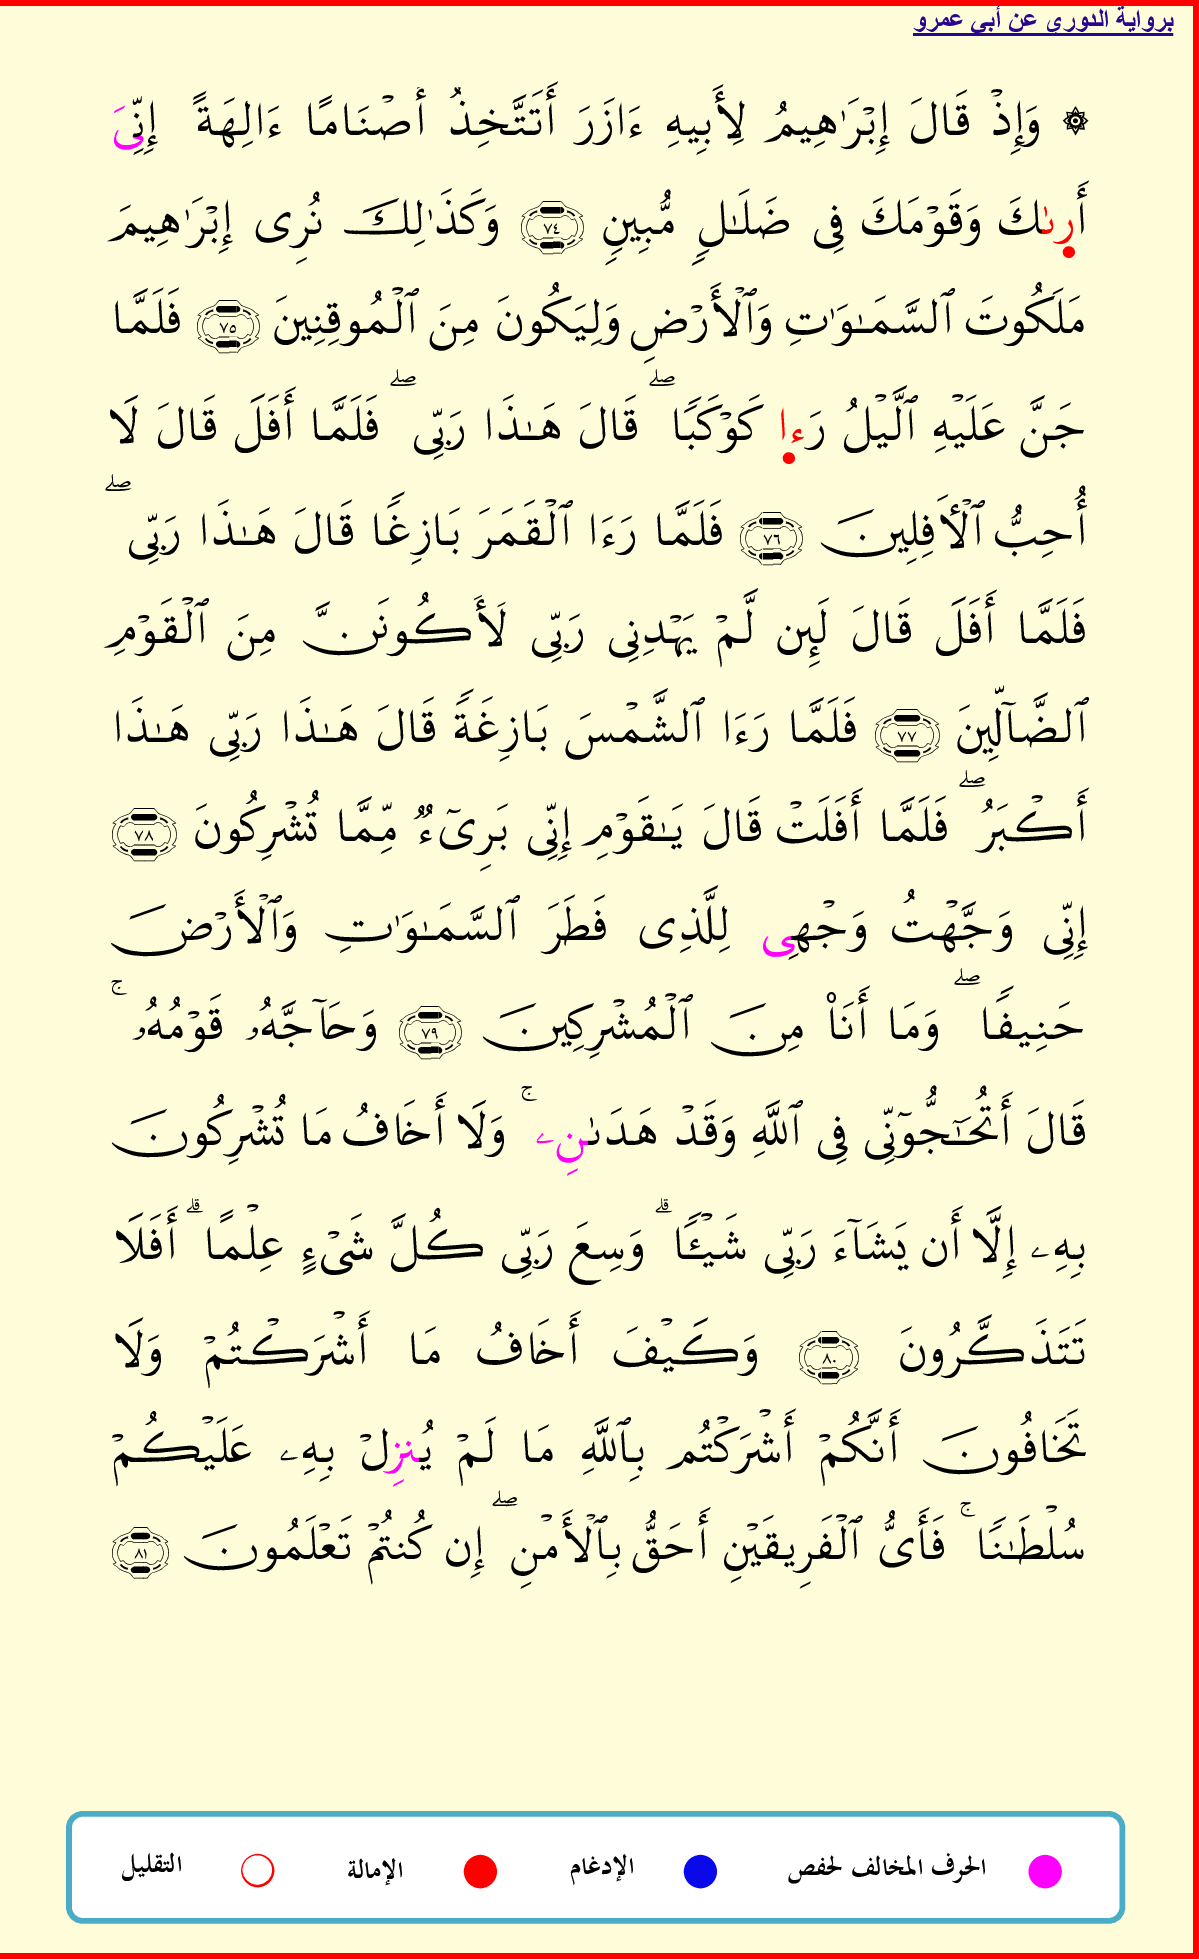 برواية الدوري عن أبي عمرو
۞ وَإِذۡ قَالَ إِبۡرَٰهِيمُ لِأَبِيهِ ءَازَرَ أَتَتَّخِذُ أَصۡنَامًا ءَالِهَةً إِنِّيَ
أَرىٰكَ وَقَوۡمَكَ فِي ضَلَٰلٖ مُّبِينٖ ٧٤ وَكَذَٰلِكَ نُرِي إِبۡرَٰهِيمَ
مَلَكُوتَ ٱلسَّمَٰوَٰتِ وَٱلۡأَرۡضِ وَلِيَكُونَ مِنَ ٱلۡمُوقِنِينَ ٧٥ فَلَمَّا
جَنَّ عَلَيۡهِ ٱلَّيۡلُ رَءا كَوۡكَبٗاۖ قَالَ هَٰذَا رَبِّيۖ فَلَمَّا أَفَلَ قَالَ لَا
أُحِبُّ ٱلۡأٓفِلِينَ ٧٦ فَلَمَّا رَءَا ٱلۡقَمَرَ بَازِغٗا قَالَ هَٰذَا رَبِّيۖ
فَلَمَّا أَفَلَ قَالَ لَئِن لَّمۡ يَهۡدِنِي رَبِّي لَأَكُونَنَّ مِنَ ٱلۡقَوۡمِ
ٱلضَّآلِّينَ ٧٧ فَلَمَّا رَءَا ٱلشَّمۡسَ بَازِغَةٗ قَالَ هَٰذَا رَبِّي هَٰذَا
أَكۡبَرُۖ فَلَمَّا أَفَلَتۡ قَالَ يَٰقَوۡمِ إِنِّي بَرِيٓءٞ مِّمَّا تُشۡرِكُونَ ٧٨
إِنِّي وَجَّهۡتُ وَجۡهِي لِلَّذِي فَطَرَ ٱلسَّمَٰوَٰتِ وَٱلۡأَرۡضَ
حَنِيفٗاۖ وَمَا أَنَا۠ مِنَ ٱلۡمُشۡرِكِينَ ٧٩ وَحَآجَّهُۥ قَوۡمُهُۥۚ
قَالَ أَتُحَٰٓجُّوٓنِّي فِي ٱللَّهِ وَقَدۡ هَدَىٰنِۦۚ وَلَا أَخَافُ مَا تُشۡرِكُونَ
بِهِۦ إِلَّا أَن يَشَآءَ رَبِّي شَيۡـٔٗاۗ وَسِعَ رَبِّي كُلَّ شَيۡءٍ عِلۡمًاۗ أَفَلَا
تَتَذَكَّرُونَ ٨٠ وَكَيۡفَ أَخَافُ مَا أَشۡرَكۡتُمۡ وَلَا
تَخَافُونَ أَنَّكُمۡ أَشۡرَكۡتُم بِٱللَّهِ مَا لَمۡ يُنزِلۡ بِهِۦ عَلَيۡكُمۡ
سُلۡطَٰنٗاۚ فَأَيُّ ٱلۡفَرِيقَيۡنِ أَحَقُّ بِٱلۡأَمۡنِۖ إِن كُنتُمۡ تَعۡلَمُونَ ٨١
الحرف المخالف لحفص الإدغام الإمالة التقليل